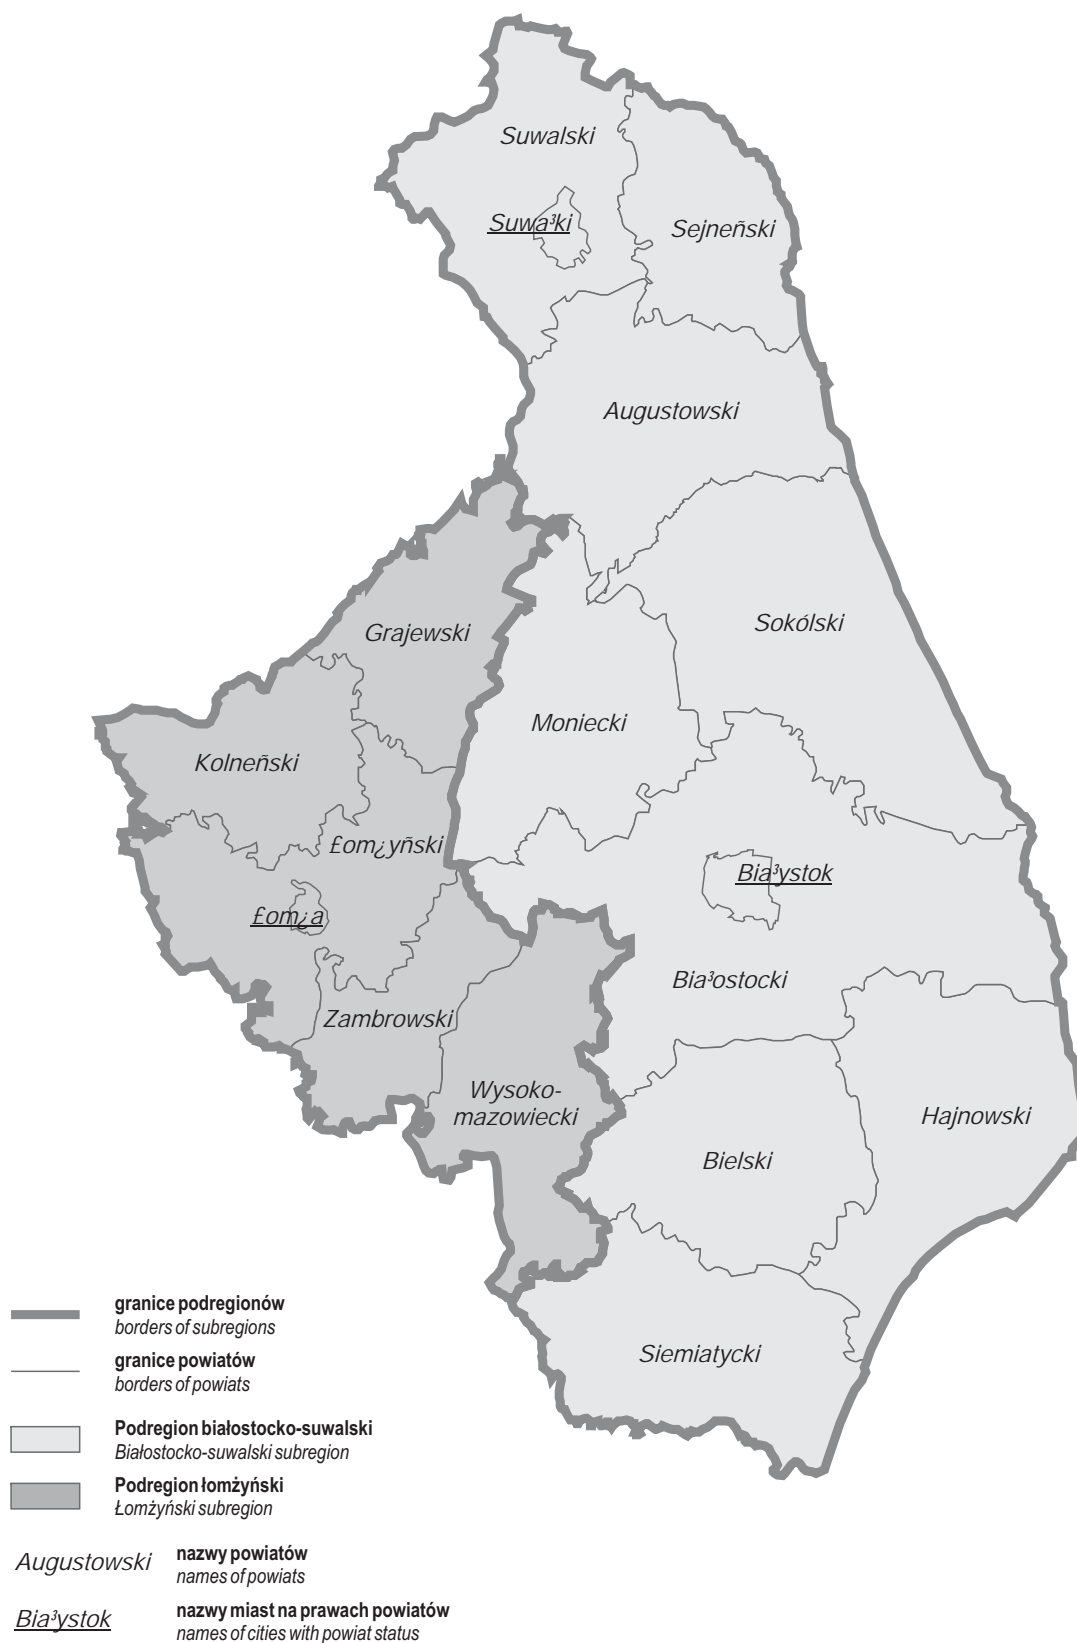 Suwalski
Suwa³ki
Sejneñski
Augustowski
Grajewski
Sokólski
Moniecki
Kolneñski
£om¿yñski
Bia³ystok
£om¿a
Bia³ostocki
Zambrowski
Wysoko-
mazowiecki
Hajnowski
Bielski
Siemiatycki
granice podregionów
borders of subregions
granice powiatów
borders of powiats
Podregion białostocko-suwalski
Białostocko-suwalski subregion
Podregion łomżyński
Łomżyński subregion
Augustowski
nazwy powiatów
names of powiats
Bia³ystok
nazwy miast na prawach powiatów
names of cities with powiat status